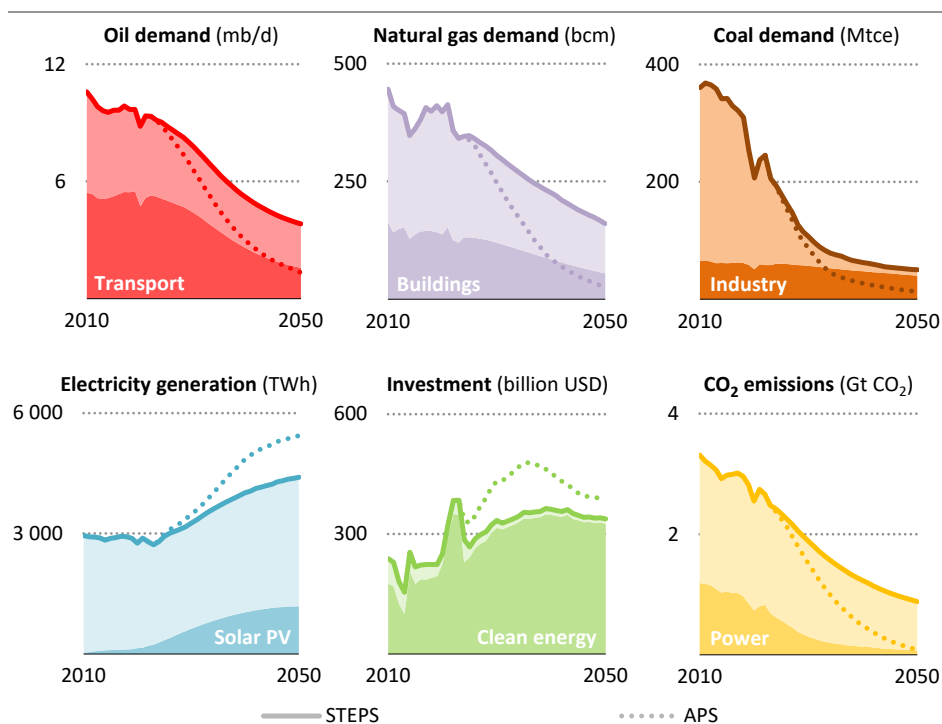 Oil demand (mb/d)
12
6
Transport
2010 2050
Natural gas demand (bcm)
500
250
Buildings
2010 2050
Coal demand (Mtce)
400
200
Industry
2010 2050
Electricity generation (TWh)
6 000
3 000
Solar PV
2010 2050
Investment (billion USD)
600
300
Clean energy
2010 2050
CO₂ emissions (Gt CO₂)
4
2
Power
2010 2050
STEPS APS